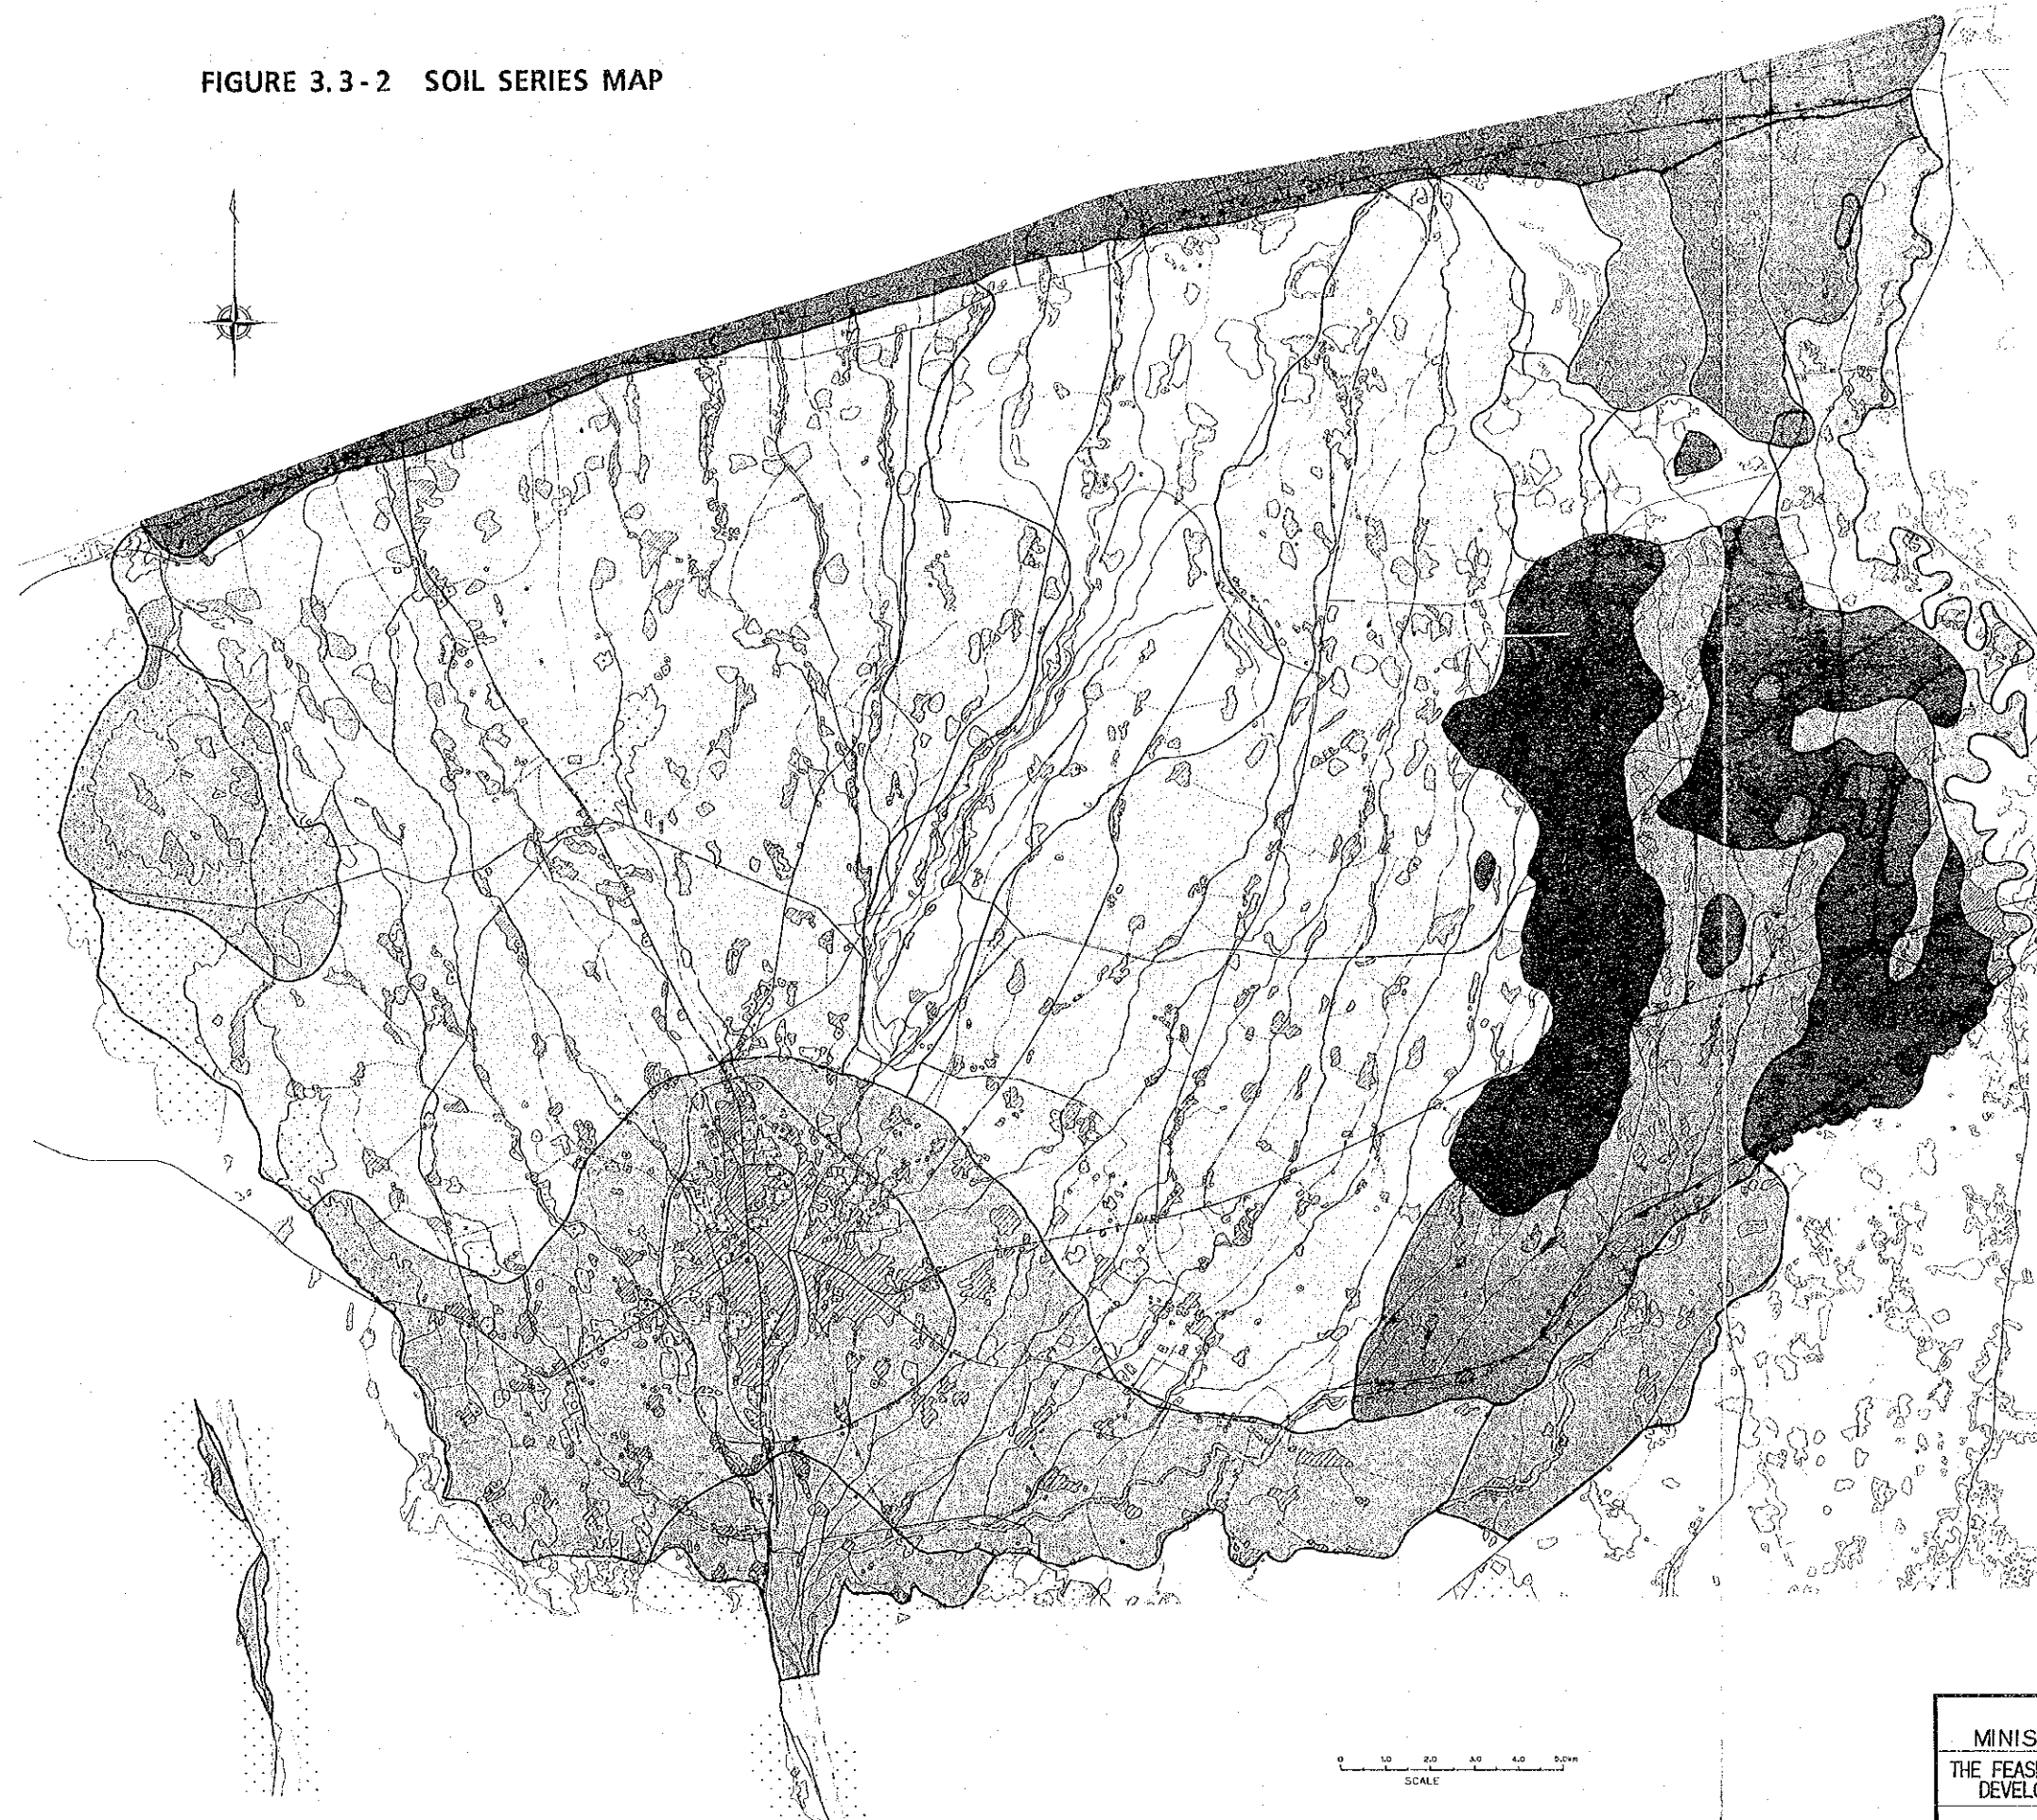 FIGURE 3.3-2 SOIL SERIES MAP
0 1.0 2.0 3.0 4.0 5.0km
SCALE
MINIS
THE FEAS
DEVELO